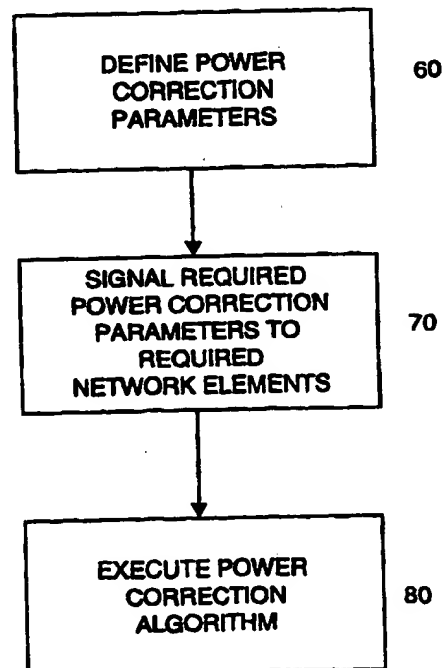 DEFINE POWER
CORRECTION
PARAMETERS
60
SIGNAL REQUIRED
POWER CORRECTION
PARAMETERS TO
REQUIRED
NETWORK ELEMENTS
70
EXECUTE POWER
CORRECTION
ALGORITHM
80